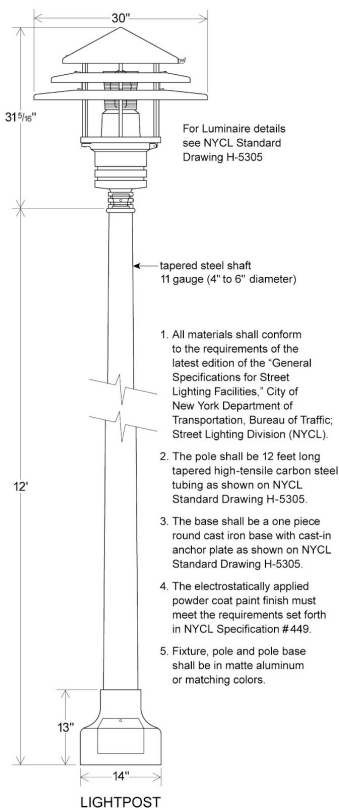 30"
31 5/16"
For Luminaire details
see NYCL Standard
Drawing H-5305
tapered steel shaft
11 gauge (4" to 6" diameter)
1. All materials shall conform
to the requirements of the
latest edition of the “General
Specifications for Street
Lighting Facilities,” City of
New York Department of
Transportation, Bureau of Traffic;
Street Lighting Division (NYCL).
2. The pole shall be 12 feet long
tapered high-tensile carbon steel
tubing as shown on NYCL
Standard Drawing H-5305.
12'
3. The base shall be a one piece
round cast iron base with cast-in
anchor plate as shown on NYCL
Standard Drawing H-5305.
4. The electrostatically applied
powder coat paint finish must
meet the requirements set forth
in NYCL Specification #449.
5. Fixture, pole and pole base
shall be in matte aluminum
or matching colors.
13"
14"
LIGHTPOST